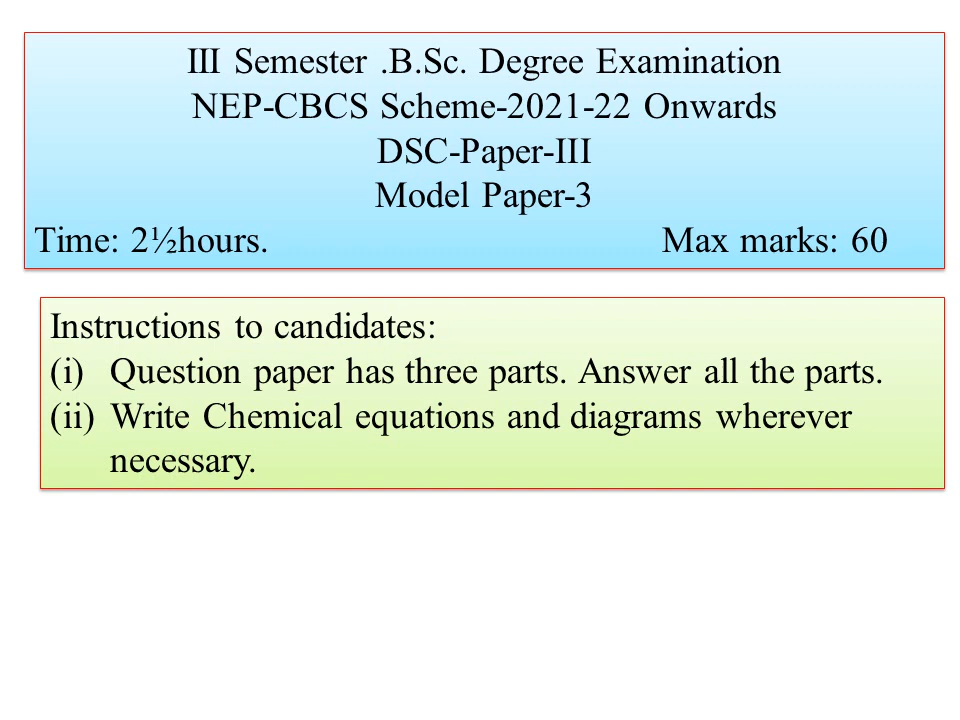 III Semester .B.Sc. Degree Examination
NEP-CBCS Scheme-2021-22 Onwards
DSC-Paper-III
Model Paper-3
Time: 2½hours. Max marks: 60
Instructions to candidates:
(i) Question paper has three parts. Answer all the parts.
(ii) Write Chemical equations and diagrams wherever
necessary.